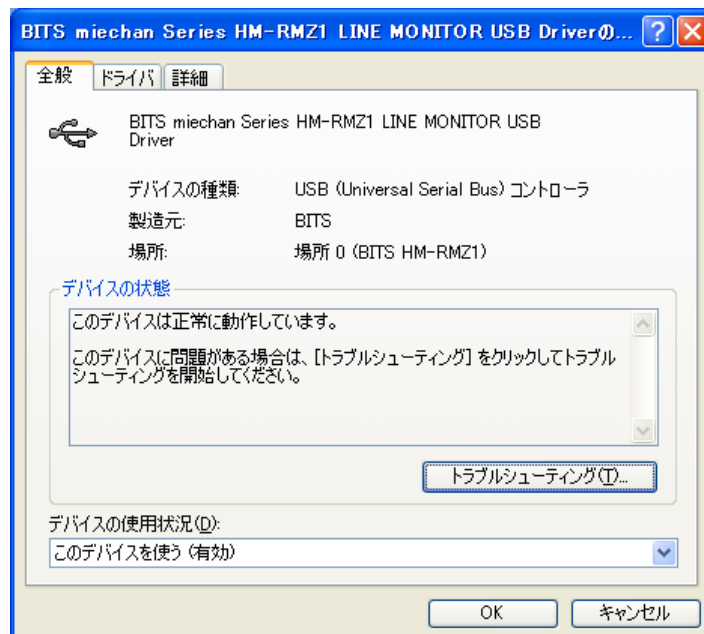 BITS miechan Series HM-RMZ1 LINE MONITOR USB Driverの...
全般 ドライバ 詳細
BITS miechan Series HM-RMZ1 LINE MONITOR USB
Driver
デバイスの種類: USB (Universal Serial Bus) コントローラ
製造元: BITS
場所: 場所 0 (BITS HM-RMZ1)
デバイスの状態
このデバイスは正常に動作しています。
このデバイスに問題がある場合は、[トラブルシューティング] をクリックしてトラブル
シューティングを開始してください。
トラブルシューティング(T)...
デバイスの使用状況(D):
このデバイスを使う (有効)
OK キャンセル